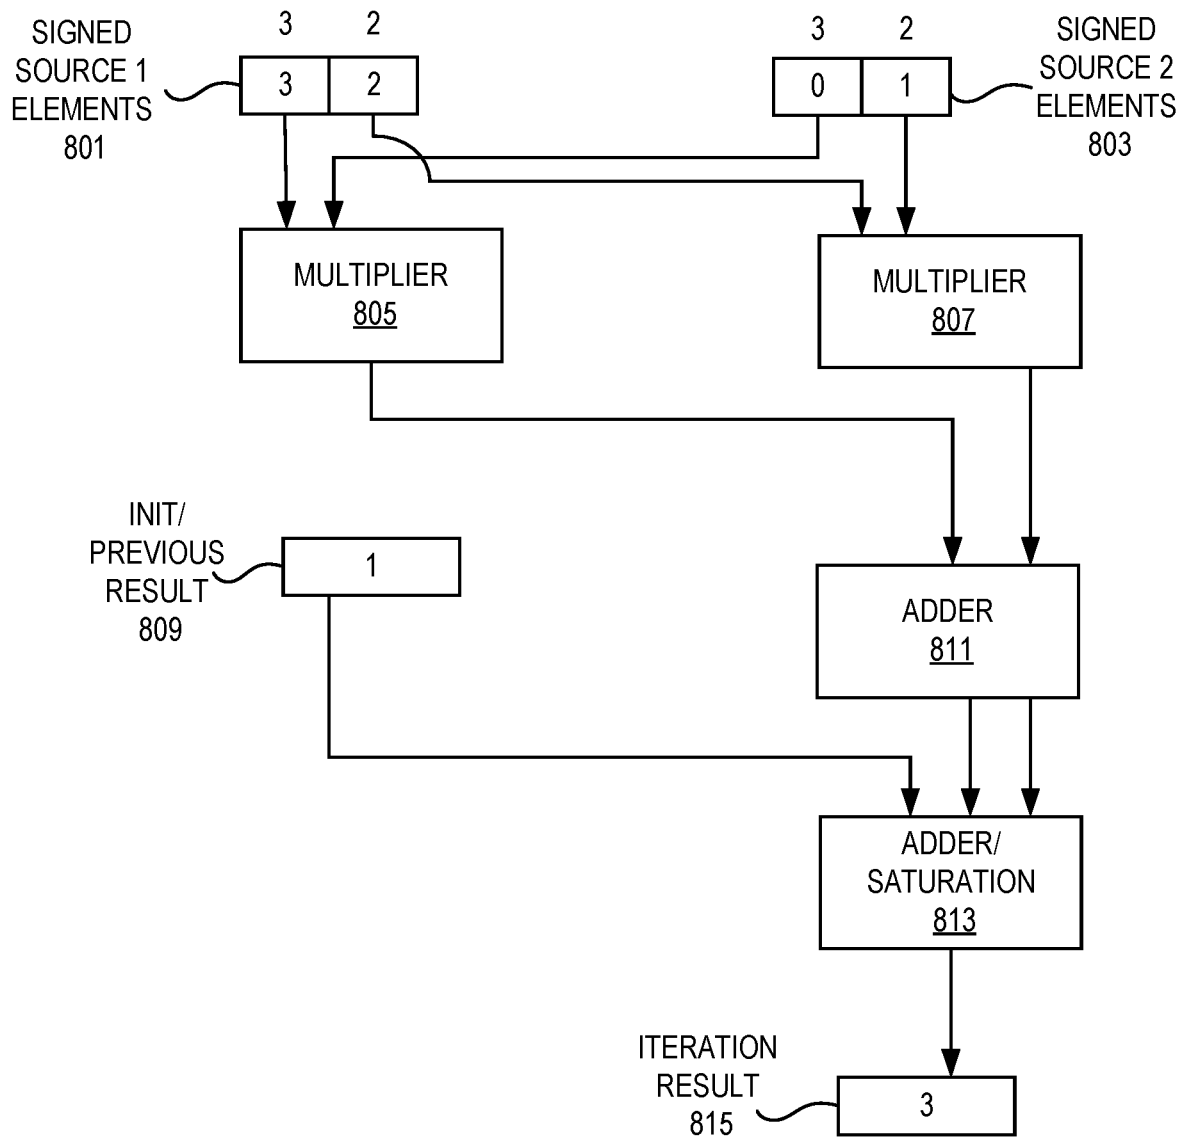 SIGNED
SOURCE 1
ELEMENTS
801
3 2
3 2
3 2
0 1
SIGNED
SOURCE 2
ELEMENTS
803
MULTIPLIER
805
MULTIPLIER
807
INIT/
PREVIOUS
RESULT
809
1
ADDER
811
ADDER/
SATURATION
813
ITERATION
RESULT
815
3